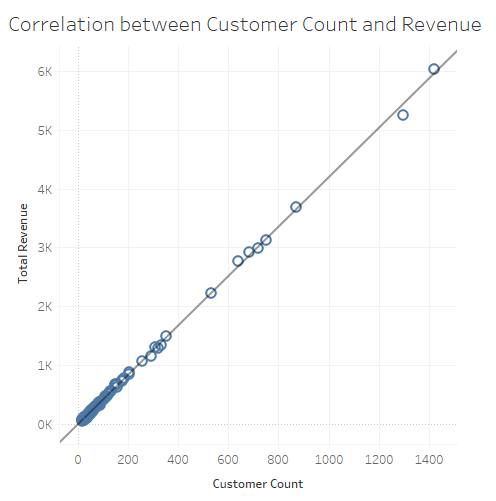 Correlation between Customer Count and Revenue
6K
5K
4K
3K
2K
1K
0K
Total Revenue
0 200 400 600 800 1000 1200 1400
Customer Count